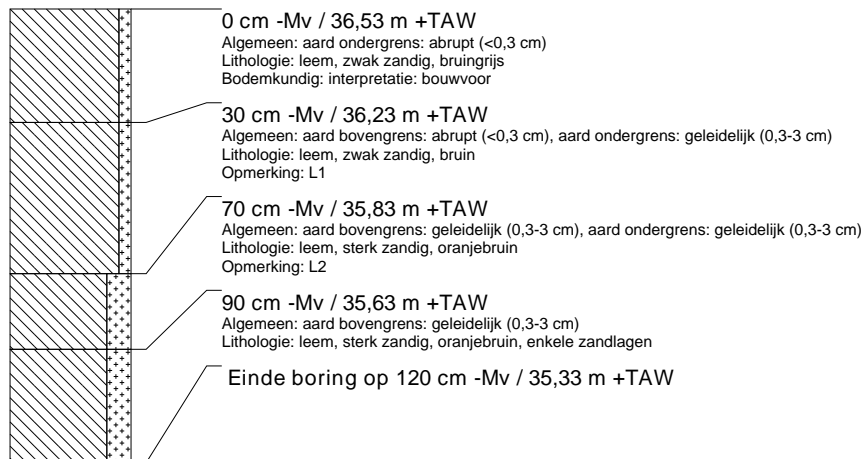 0 cm -Mv / 36,53 m +TAW
Algemeen: aard ondergrens: abrupt (<0,3 cm)
Lithologie: leem, zwak zandig, bruingrijs
Bodemkundig: interpretatie: bouwvoor
30 cm -Mv / 36,23 m +TAW
Algemeen: aard bovengrens: abrupt (<0,3 cm), aard ondergrens: geleidelijk (0,3-3 cm)
Lithologie: leem, zwak zandig, bruin
Opmerking: L1
70 cm -Mv / 35,83 m +TAW
Algemeen: aard bovengrens: geleidelijk (0,3-3 cm), aard ondergrens: geleidelijk (0,3-3 cm)
Lithologie: leem, sterk zandig, oranjebruin
Opmerking: L2
90 cm -Mv / 35,63 m +TAW
Algemeen: aard bovengrens: geleidelijk (0,3-3 cm)
Lithologie: leem, sterk zandig, oranjebruin, enkele zandlagen
Einde boring op 120 cm -Mv / 35,33 m +TAW